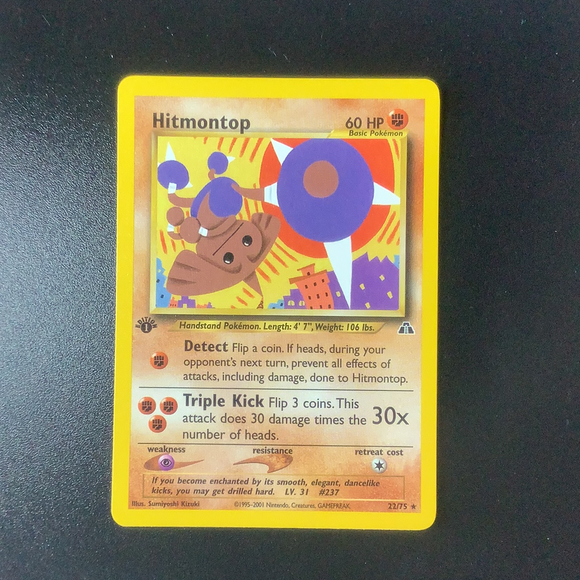 Hitmontop 60 HP
Basic Pokémon
EDITION
1
Handstand Pokémon. Length: 4' 7", Weight: 106 lbs.
Detect Flip a coin. If heads, during your
opponent's next turn, prevent all effects of
attacks, including damage, done to Hitmontop.
Triple Kick Flip 3 coins. This
attack does 30 damage times the 30x
number of heads.
weakness resistance retreat cost
If you become enchanted by its smooth, elegant, dancelike
kicks, you may get drilled hard. LV. 31 #237
Illus. Sumiyoshi Kizuki ©1995-2001 Nintendo, Creatures, GAMEFREAK. 22/75 ★